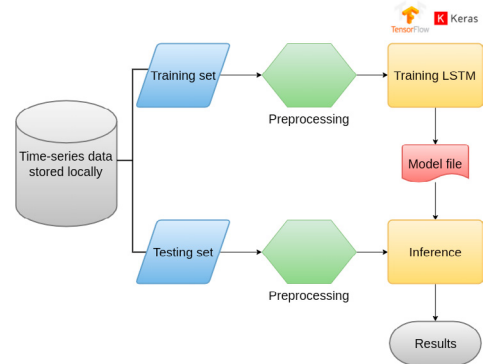 TensorFlow
Keras
Training set
Training LSTM
Preprocessing
Time-series data
stored locally
Model file
Testing set
Inference
Preprocessing
Results